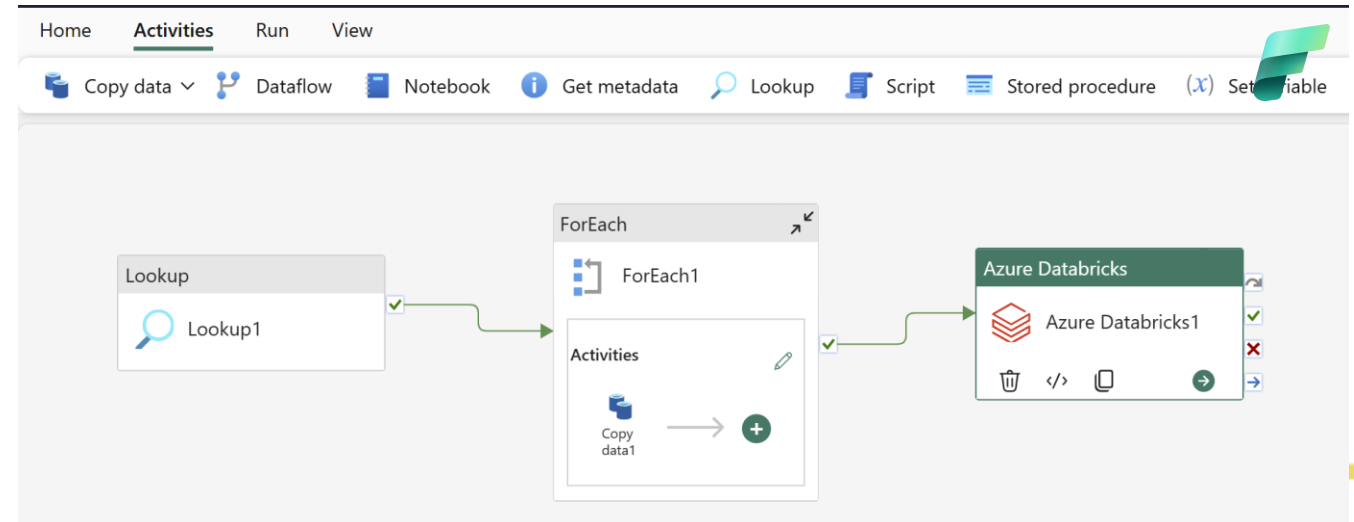 Home Activities Run View
Copy data Dataflow Notebook Get metadata Lookup Script Stored procedure (x) Set iable
ForEach
ForEach1
Activities
Copy
data1
Lookup
Lookup1
Azure Databricks
Azure Databricks1